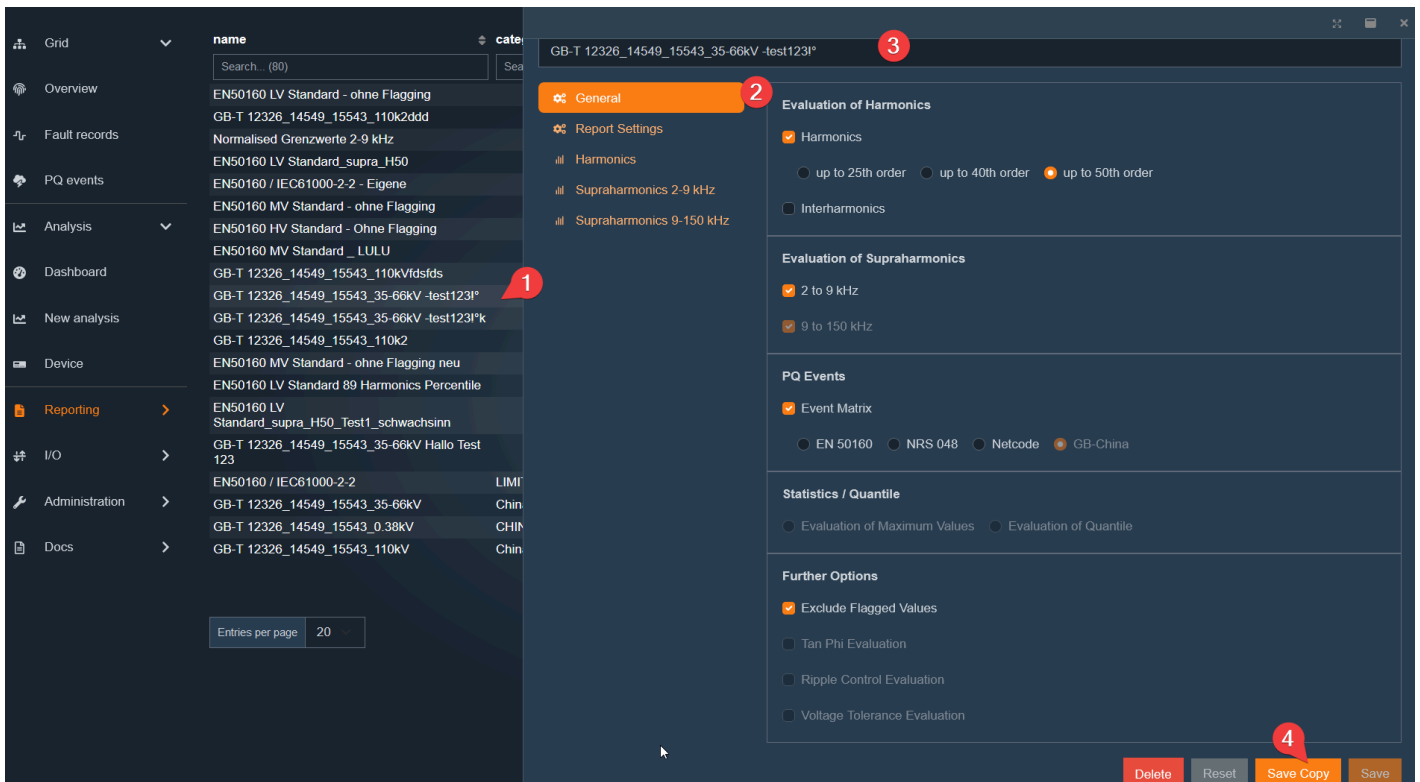 Grid
Overview
Fault records
PQ events
Analysis
Dashboard
New analysis
Device
Reporting
I/O
Administration
Docs
name
Search... (80)
EN50160 LV Standard - ohne Flagging
GB-T 12326_14549_15543_110k2ddd
Normalised Grenzwerte 2-9 kHz
EN50160 LV Standard_supra_H50
EN50160 / IEC61000-2-2 - Eigene
EN50160 MV Standard - ohne Flagging
EN50160 HV Standard - Ohne Flagging
EN50160 MV Standard _ LULU
GB-T 12326_14549_15543_110kVfdsfds
GB-T 12326_14549_15543_35-66kV -test123!°
1
GB-T 12326_14549_15543_35-66kV -test123!°k
GB-T 12326_14549_15543_110k2
EN50160 MV Standard - ohne Flagging neu
EN50160 LV Standard 89 Harmonics Percentile
EN50160 LV
Standard_supra_H50_Test1_schwachsinn
GB-T 12326_14549_15543_35-66kV Hallo Test
123
EN50160 / IEC61000-2-2
GB-T 12326_14549_15543_35-66kV
GB-T 12326_14549_15543_0.38kV
GB-T 12326_14549_15543_110kV
Entries per page 20
GB-T 12326_14549_15543_35-66kV -test123!°
3
General
2
Report Settings
Harmonics
Supraharmonics 2-9 kHz
Supraharmonics 9-150 kHz
Evaluation of Harmonics
Harmonics
up to 25th order up to 40th order up to 50th order
Interharmonics
Evaluation of Supraharmonics
2 to 9 kHz
9 to 150 kHz
PQ Events
Event Matrix
EN 50160 NRS 048 Netcode GB-China
Statistics / Quantile
Evaluation of Maximum Values Evaluation of Quantile
Further Options
Exclude Flagged Values
Tan Phi Evaluation
Ripple Control Evaluation
Voltage Tolerance Evaluation
4
Delete Reset Save Copy Save